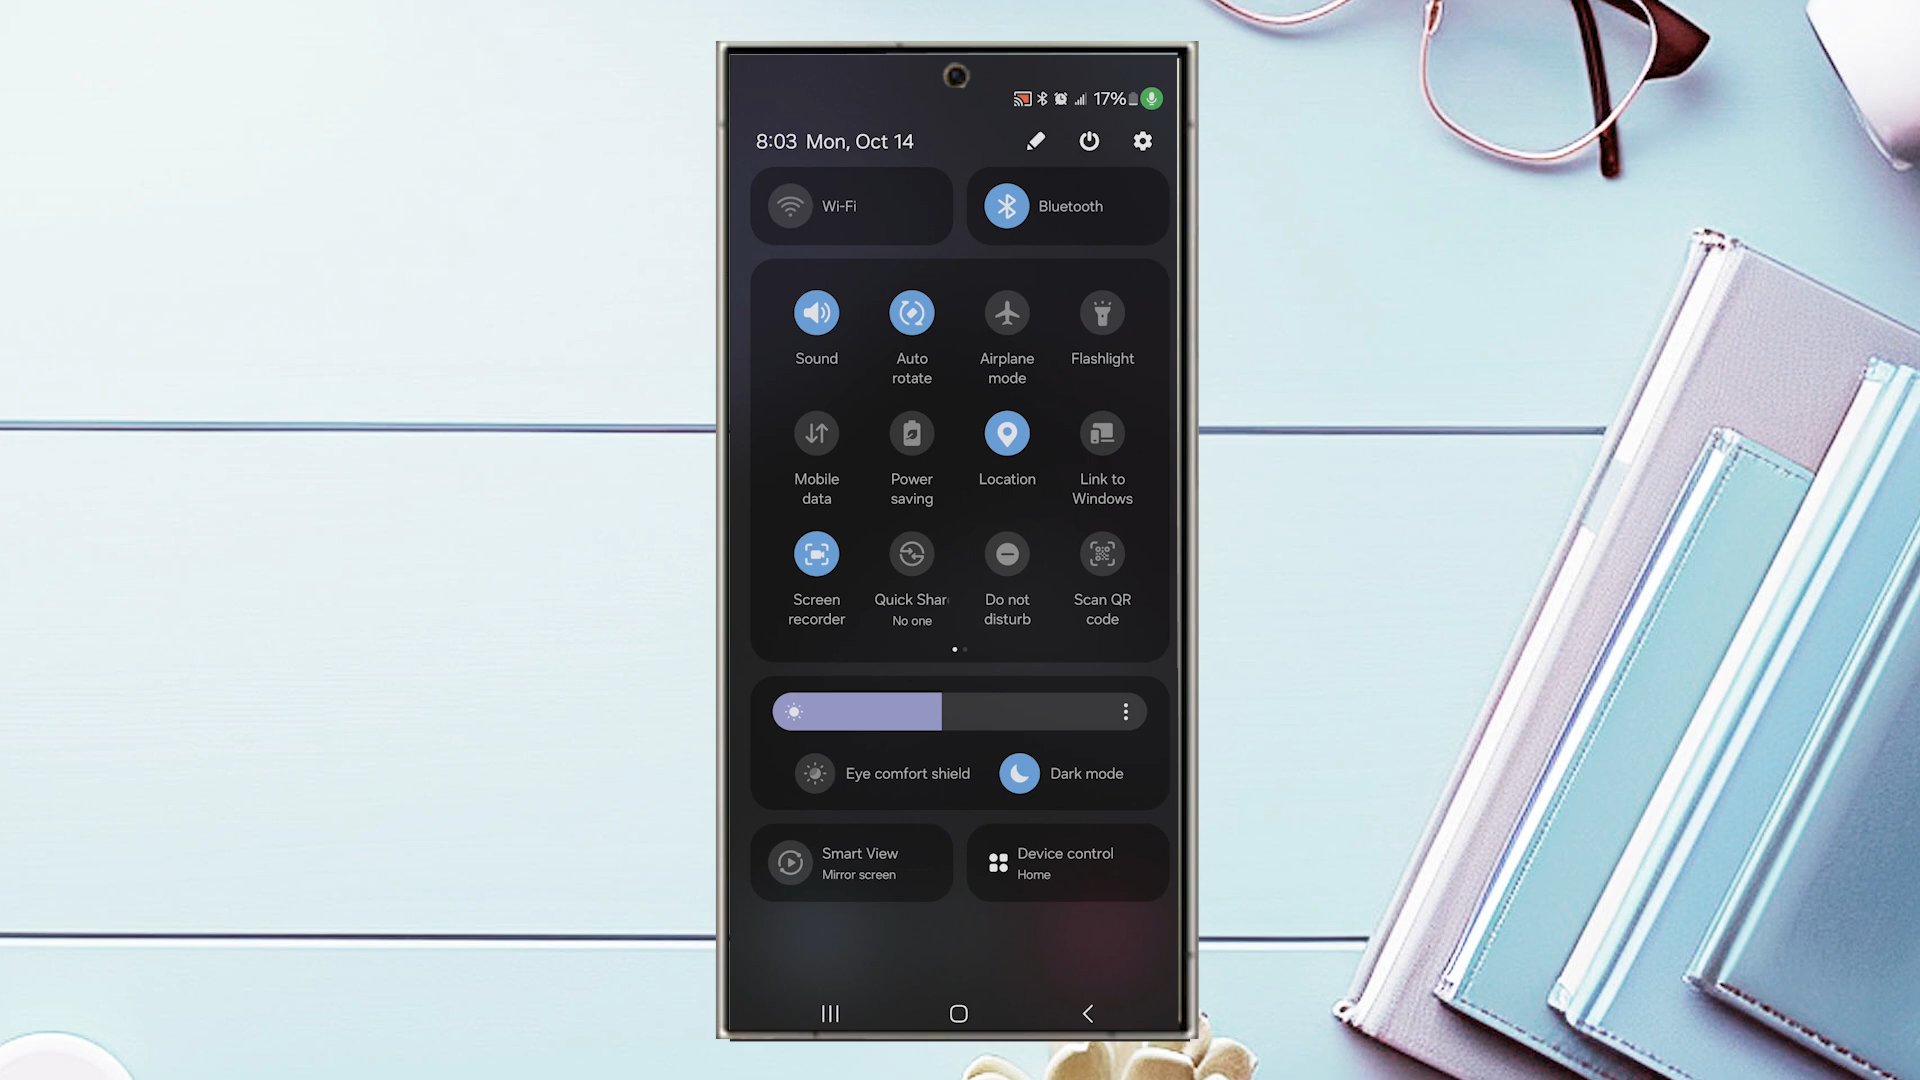 17%
8:03 Mon, Oct 14
Wi-Fi
Bluetooth
Sound
Auto
rotate
Airplane
mode
Flashlight
Mobile
data
Power
saving
Location
Link to
Windows
Screen
recorder
Quick Shar
No one
Do not
disturb
Scan QR
code
Eye comfort shield
Dark mode
Smart View
Mirror screen
Device control
Home